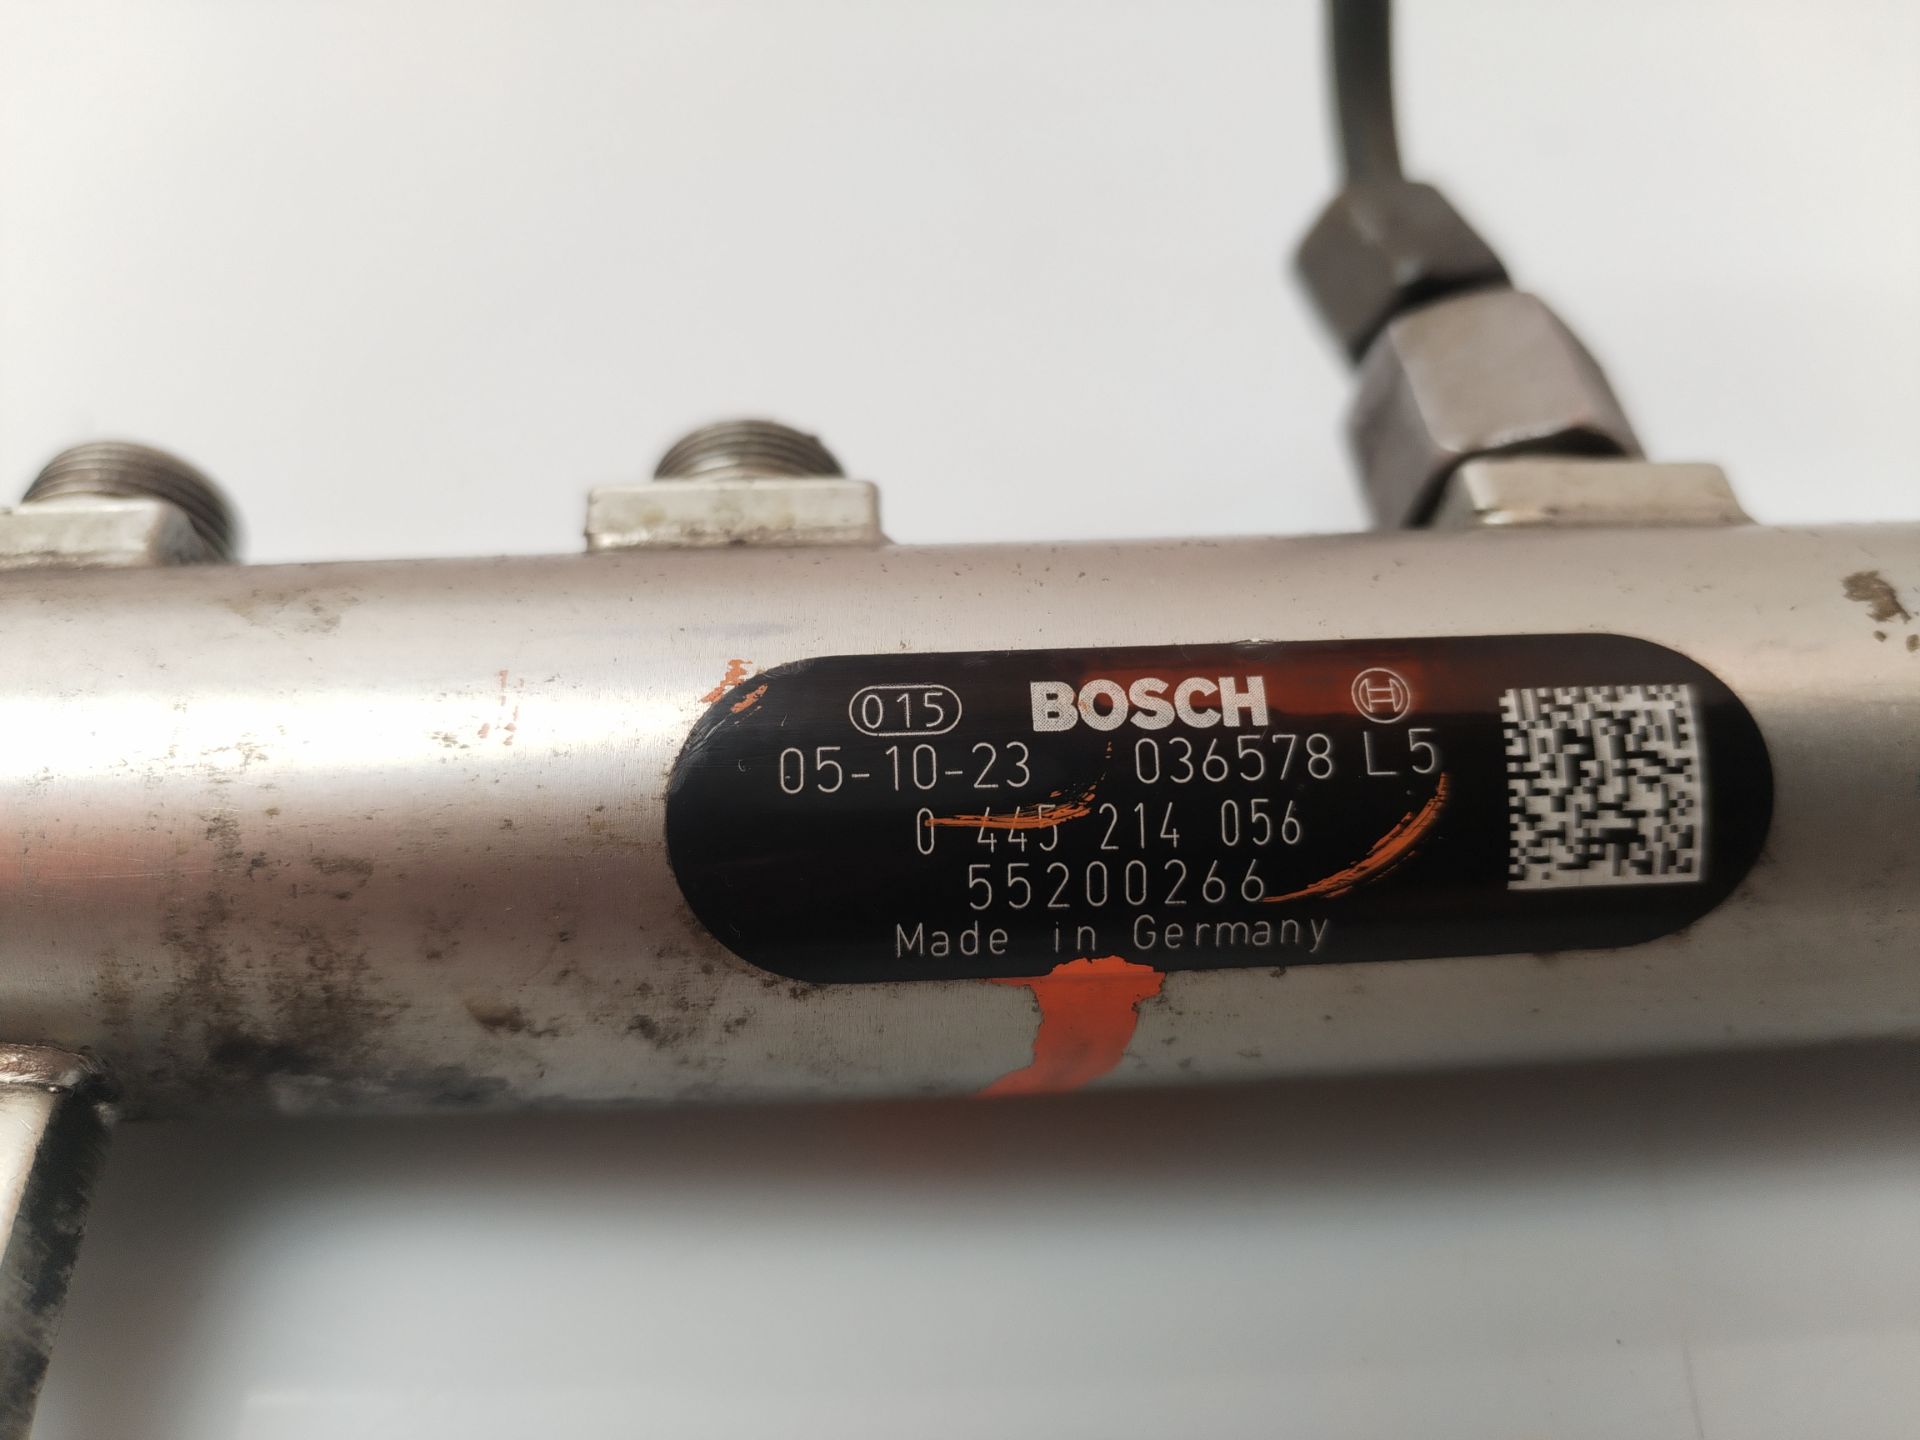 015 BOSCH
05-10-23 036578 L5
0 445 214 056
55200266
Made in Germany